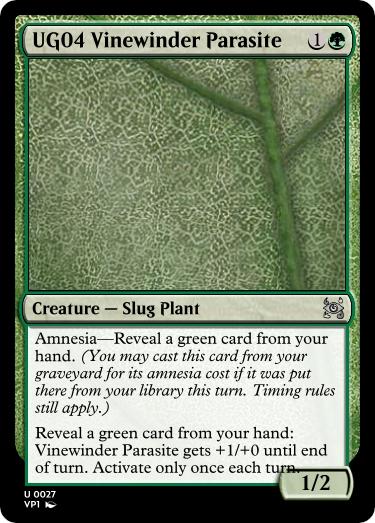 UG04 Vinewinder Parasite 1
Creature — Slug Plant
Amnesia—Reveal a green card from your
hand. (You may cast this card from your
graveyard for its amnesia cost if it was put
there from your library this turn. Timing rules
still apply.)
Reveal a green card from your hand:
Vinewinder Parasite gets +1/+0 until end
of turn. Activate only once each turn.
1/2
U 0027
VP1